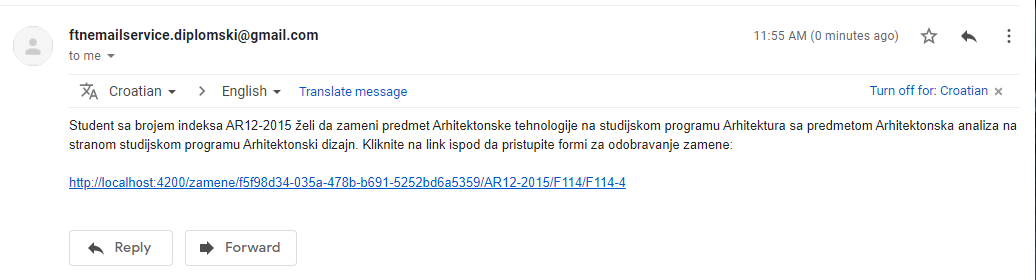 ftnemailservice.diplomski@gmail.com
11:55 AM (0 minutes ago)
to me
Croatian > English Translate message
Turn off for: Croatian ×
Student sa brojem indeksa AR12-2015 želi da zameni predmet Arhitektonske tehnologije na studijskom programu Arhitektura sa predmetom Arhitektonska analiza na
stranom studijskom programu Arhitektonski dizajn. Kliknite na link ispod da pristupite formi za odobravanje zamene:
http://localhost:4200/zamene/f5f98d34-035a-478b-b691-5252bd6a5359/AR12-2015/F114/F114-4
Reply
Forward